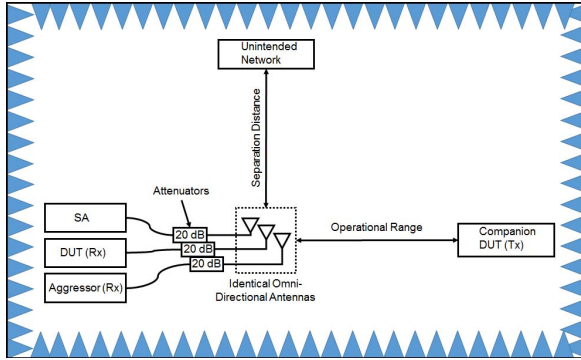 Unintended
Network
Separation Distance
Attenuators
SA
20 dB
Operational Range
Companion
DUT (Tx)
DUT (Rx)
20 dB
Aggressor (Rx)
20 dB
Identical Omni-
Directional Antennas